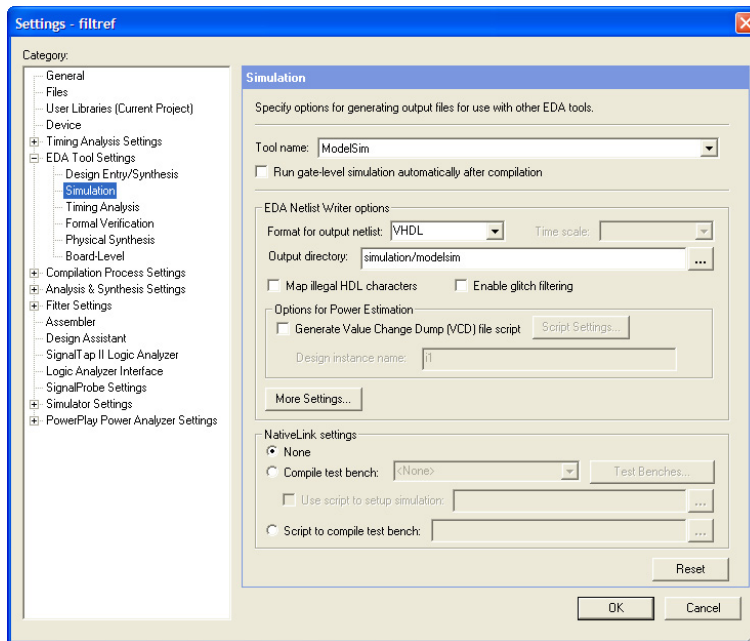 Settings - filtref
Category:
General
Files
User Libraries (Current Project)
Device
Timing Analysis Settings
EDA Tool Settings
Design Entry/Synthesis
Simulation
Timing Analysis
Formal Verification
Physical Synthesis
Board-Level
Compilation Process Settings
Analysis & Synthesis Settings
Fitter Settings
Assembler
Design Assistant
SignalTap II Logic Analyzer
Logic Analyzer Interface
SignalProbe Settings
Simulator Settings
PowerPlay Power Analyzer Settings
Simulation
Specify options for generating output files for use with other EDA tools.
Tool name: ModelSim
Run gate-level simulation automatically after compilation
EDA Netlist Writer options
Format for output netlist: VHDL Time scale:
Output directory: simulation/modelsim ...
Map illegal HDL characters Enable glitch filtering
Options for Power Estimation
Generate Value Change Dump (VCD) file script Script Settings...
Design instance name: i1
More Settings...
NativeLink settings
None
Compile test bench: <None> Test Benches...
Use script to setup simulation: ...
Script to compile test bench: ...
Reset
OK Cancel